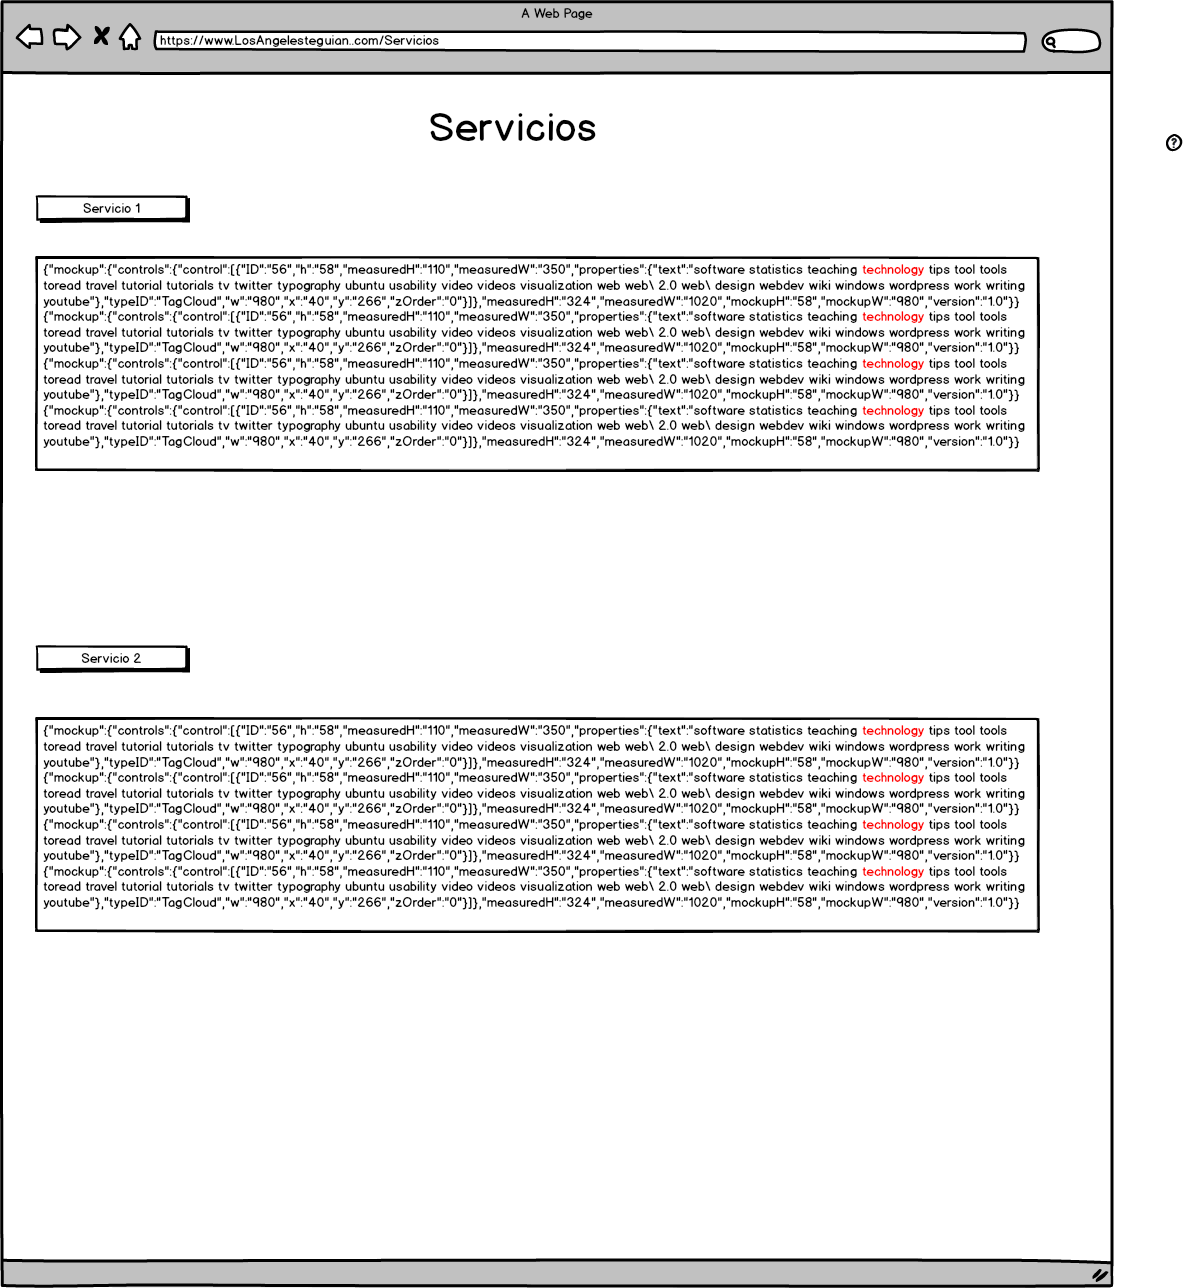 A Web Page
https://www.LosAngelesteguian..com/Servicios
Servicios
?
Servicio 1
{"mockup":{"controls":{"control":[{"ID":"56","h":"58","measuredH":"110","measuredW":"350","properties":{"text":"software statistics teaching technology tips tool tools
toread travel tutorial tutorials tv twitter typography ubuntu usability video videos visualization web web\ 2.0 web\ design webdev wiki windows wordpress work writing
youtube"},"typeID":"TagCloud","w":"980","x":"40","y":"266","zOrder":"0"}]},"measuredH":"324","measuredW":"1020","mockupH":"58","mockupW":"980","version":"1.0"}}
{"mockup":{"controls":{"control":[{"ID":"56","h":"58","measuredH":"110","measuredW":"350","properties":{"text":"software statistics teaching technology tips tool tools
toread travel tutorial tutorials tv twitter typography ubuntu usability video videos visualization web web\ 2.0 web\ design webdev wiki windows wordpress work writing
youtube"},"typeID":"TagCloud","w":"980","x":"40","y":"266","zOrder":"0"}]},"measuredH":"324","measuredW":"1020","mockupH":"58","mockupW":"980","version":"1.0"}}
{"mockup":{"controls":{"control":[{"ID":"56","h":"58","measuredH":"110","measuredW":"350","properties":{"text":"software statistics teaching technology tips tool tools
toread travel tutorial tutorials tv twitter typography ubuntu usability video videos visualization web web\ 2.0 web\ design webdev wiki windows wordpress work writing
youtube"},"typeID":"TagCloud","w":"980","x":"40","y":"266","zOrder":"0"}]},"measuredH":"324","measuredW":"1020","mockupH":"58","mockupW":"980","version":"1.0"}}
{"mockup":{"controls":{"control":[{"ID":"56","h":"58","measuredH":"110","measuredW":"350","properties":{"text":"software statistics teaching technology tips tool tools
toread travel tutorial tutorials tv twitter typography ubuntu usability video videos visualization web web\ 2.0 web\ design webdev wiki windows wordpress work writing
youtube"},"typeID":"TagCloud","w":"980","x":"40","y":"266","zOrder":"0"}]},"measuredH":"324","measuredW":"1020","mockupH":"58","mockupW":"980","version":"1.0"}}
Servicio 2
{"mockup":{"controls":{"control":[{"ID":"56","h":"58","measuredH":"110","measuredW":"350","properties":{"text":"software statistics teaching technology tips tool tools
toread travel tutorial tutorials tv twitter typography ubuntu usability video videos visualization web web\ 2.0 web\ design webdev wiki windows wordpress work writing
youtube"},"typeID":"TagCloud","w":"980","x":"40","y":"266","zOrder":"0"}]},"measuredH":"324","measuredW":"1020","mockupH":"58","mockupW":"980","version":"1.0"}}
{"mockup":{"controls":{"control":[{"ID":"56","h":"58","measuredH":"110","measuredW":"350","properties":{"text":"software statistics teaching technology tips tool tools
toread travel tutorial tutorials tv twitter typography ubuntu usability video videos visualization web web\ 2.0 web\ design webdev wiki windows wordpress work writing
youtube"},"typeID":"TagCloud","w":"980","x":"40","y":"266","zOrder":"0"}]},"measuredH":"324","measuredW":"1020","mockupH":"58","mockupW":"980","version":"1.0"}}
{"mockup":{"controls":{"control":[{"ID":"56","h":"58","measuredH":"110","measuredW":"350","properties":{"text":"software statistics teaching technology tips tool tools
toread travel tutorial tutorials tv twitter typography ubuntu usability video videos visualization web web\ 2.0 web\ design webdev wiki windows wordpress work writing
youtube"},"typeID":"TagCloud","w":"980","x":"40","y":"266","zOrder":"0"}]},"measuredH":"324","measuredW":"1020","mockupH":"58","mockupW":"980","version":"1.0"}}
{"mockup":{"controls":{"control":[{"ID":"56","h":"58","measuredH":"110","measuredW":"350","properties":{"text":"software statistics teaching technology tips tool tools
toread travel tutorial tutorials tv twitter typography ubuntu usability video videos visualization web web\ 2.0 web\ design webdev wiki windows wordpress work writing
youtube"},"typeID":"TagCloud","w":"980","x":"40","y":"266","zOrder":"0"}]},"measuredH":"324","measuredW":"1020","mockupH":"58","mockupW":"980","version":"1.0"}}